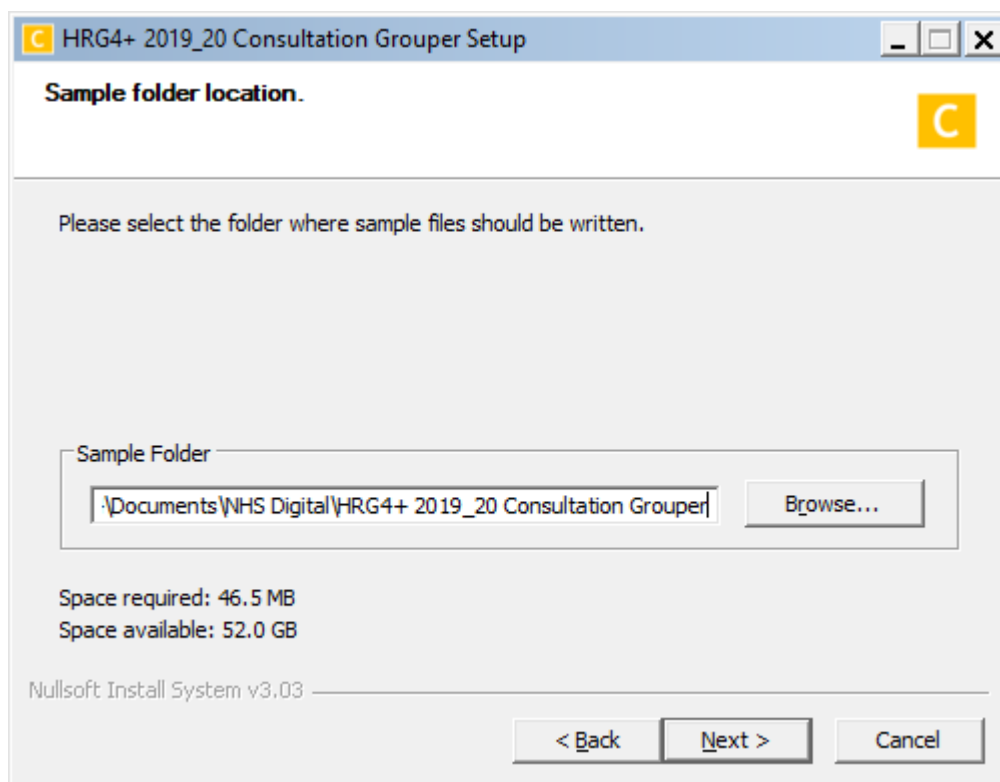 C HRG4+ 2019_20 Consultation Grouper Setup
Sample folder location.
C
Please select the folder where sample files should be written.
Sample Folder
\Documents\NHS Digital\HRG4+ 2019_20 Consultation Grouper
Browse...
Space required: 46.5 MB
Space available: 52.0 GB
Nullsoft Install System v3.03
< Back Next > Cancel